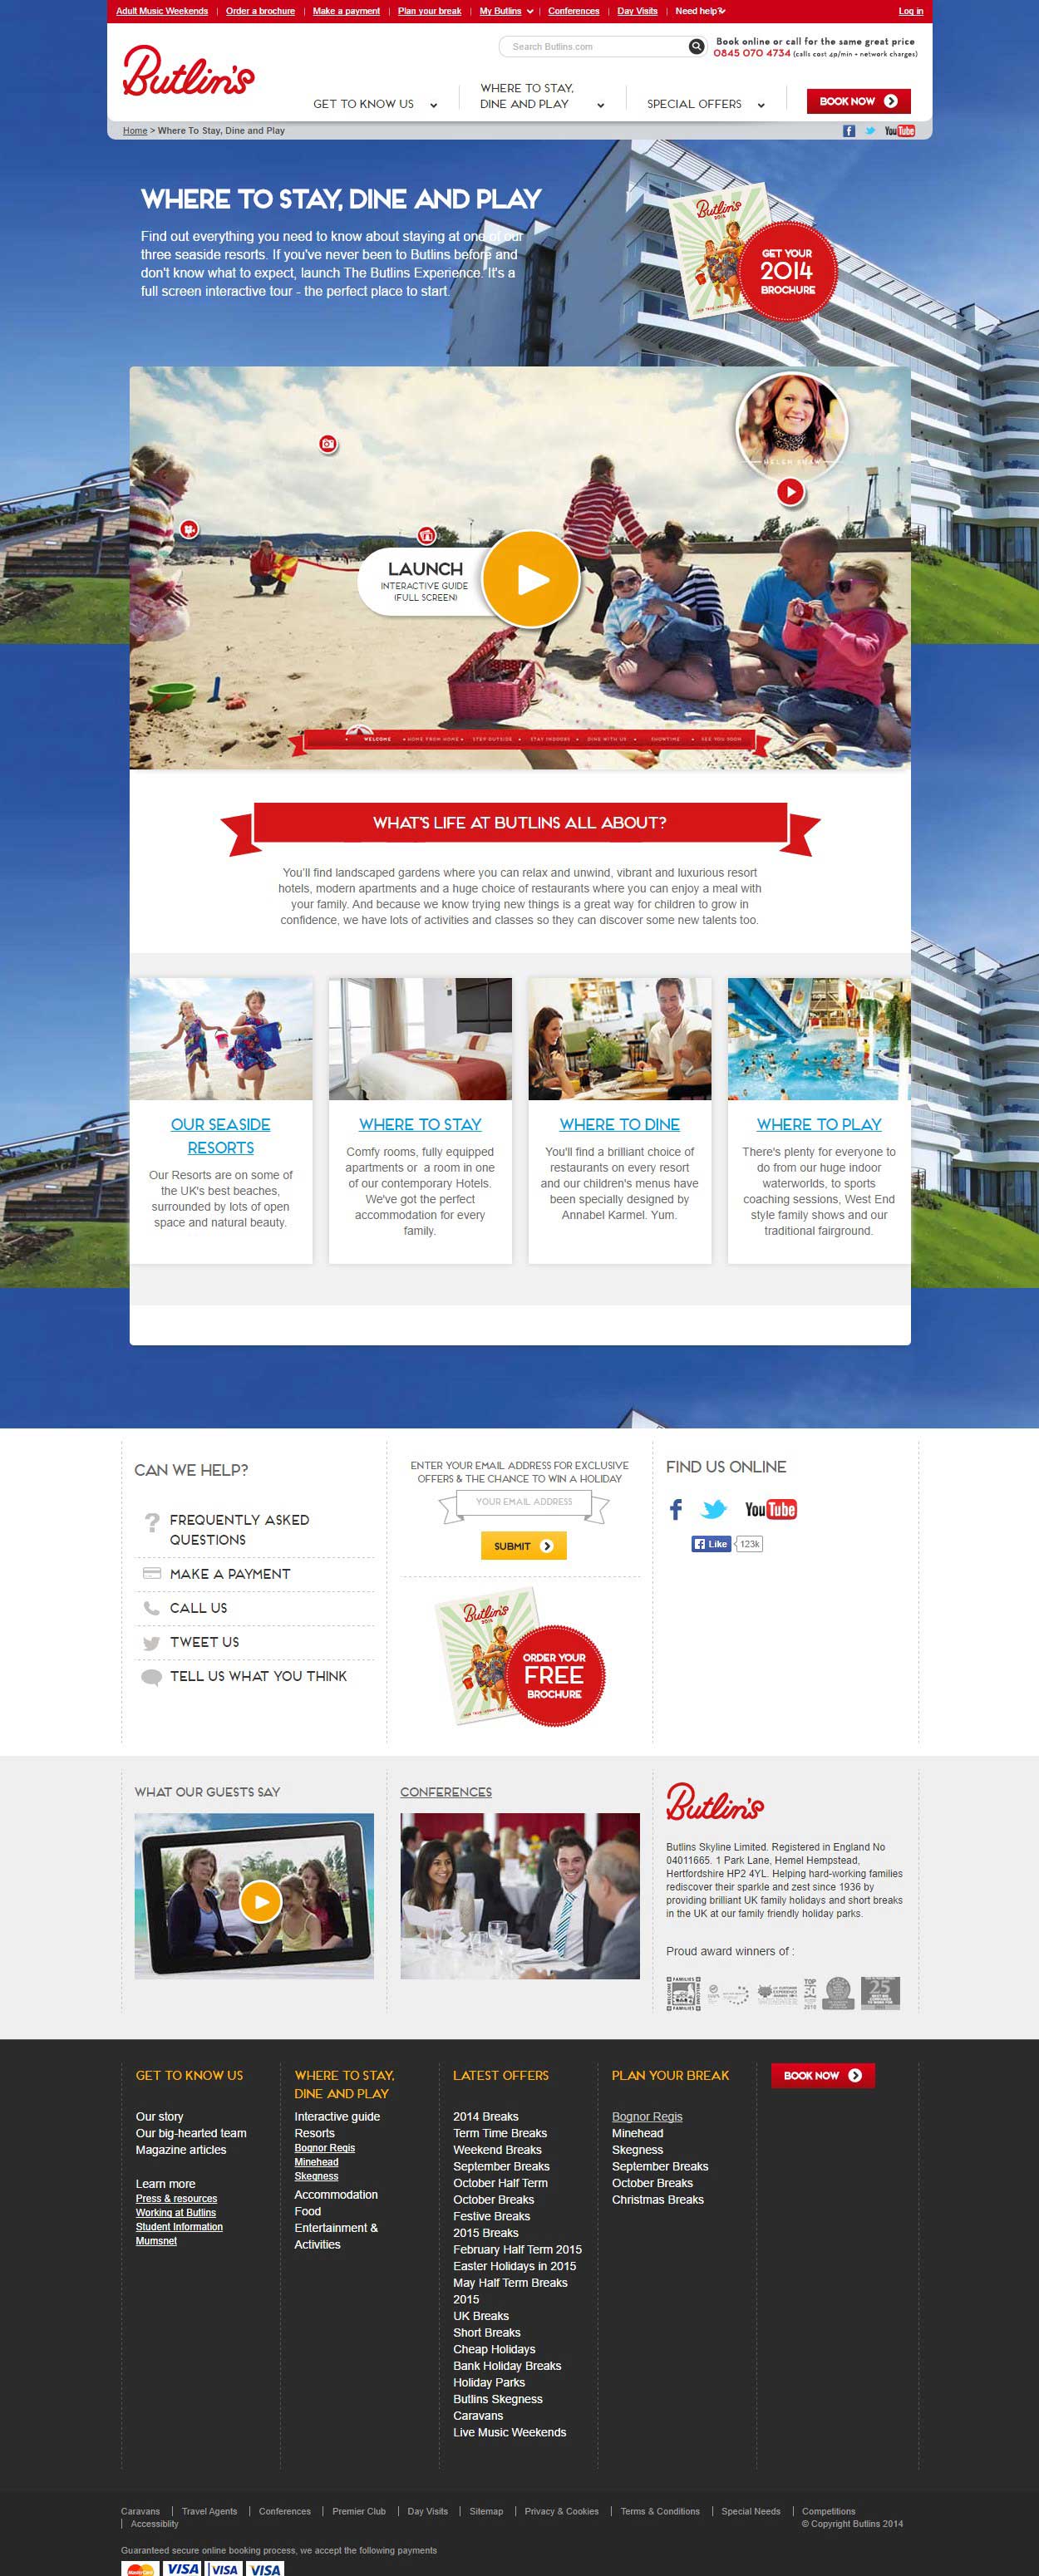 Adult Music Weekends | Order a brochure | Make a payment | Plan your break | My Butlins | Conferences | Day Visits | Need help? Log in
Butlin's
Search Butlins.com
Book online or call for the same great price
0845 070 4734 (calls cost 4p/min + network charges)
GET TO KNOW US
WHERE TO STAY,
DINE AND PLAY
SPECIAL OFFERS
BOOK NOW
Home > Where To Stay, Dine and Play
You Tube
WHERE TO STAY, DINE AND PLAY
Find out everything you need to know about staying at one of our
three seaside resorts. If you've never been to Butlins before and
don't know what to expect, launch The Butlins Experience. It's a
full screen interactive tour - the perfect place to start.
Butlin's
2014
GET YOUR
2014
BROCHURE
HELEN SHAW
LAUNCH
INTERACTIVE GUIDE
(FULL SCREEN)
WELCOME • HOME FROM HOME • STEP OUTSIDE • STAY INDOORS • DINE WITH US • SHOWTIME • SEE YOU SOON
WHAT'S LIFE AT BUTLINS ALL ABOUT?
You'll find landscaped gardens where you can relax and unwind, vibrant and luxurious resort
hotels, modern apartments and a huge choice of restaurants where you can enjoy a meal with
your family. And because we know trying new things is a great way for children to grow in
confidence, we have lots of activities and classes so they can discover some new talents too.
OUR SEASIDE
RESORTS
Our Resorts are on some of
the UK's best beaches,
surrounded by lots of open
space and natural beauty.
WHERE TO STAY
Comfy rooms, fully equipped
apartments or a room in one
of our contemporary Hotels.
We've got the perfect
accommodation for every
family.
WHERE TO DINE
You'll find a brilliant choice of
restaurants on every resort
and our children's menus have
been specially designed by
Annabel Karmel. Yum.
WHERE TO PLAY
There's plenty for everyone to
do from our huge indoor
waterworlds, to sports
coaching sessions, West End
style family shows and our
traditional fairground.
CAN WE HELP?
FREQUENTLY ASKED
QUESTIONS
MAKE A PAYMENT
CALL US
TWEET US
TELL US WHAT YOU THINK
ENTER YOUR EMAIL ADDRESS FOR EXCLUSIVE
OFFERS & THE CHANCE TO WIN A HOLIDAY
YOUR EMAIL ADDRESS
SUBMIT
Butlin's
ORDER YOUR
FREE
BROCHURE
FIND US ONLINE
You Tube
Like 123k
WHAT OUR GUESTS SAY
CONFERENCES
Butlin's
Butlins Skyline Limited. Registered in England No
04011665. 1 Park Lane, Hemel Hempstead,
Hertfordshire HP2 4YL. Helping hard-working families
rediscover their sparkle and zest since 1936 by
providing brilliant UK family holidays and short breaks
in the UK at our family friendly holiday parks.
Proud award winners of :
FAMILIES
WELCOME
TOP
50
2010
25
GET TO KNOW US
Our story
Our big-hearted team
Magazine articles
Learn more
Press & resources
Working at Butlins
Student Information
Mumsnet
WHERE TO STAY,
DINE AND PLAY
Interactive guide
Resorts
Bognor Regis
Minehead
Skegness
Accommodation
Food
Entertainment &
Activities
LATEST OFFERS
2014 Breaks
Term Time Breaks
Weekend Breaks
September Breaks
October Half Term
October Breaks
Festive Breaks
2015 Breaks
February Half Term 2015
Easter Holidays in 2015
May Half Term Breaks
2015
UK Breaks
Short Breaks
Cheap Holidays
Bank Holiday Breaks
Holiday Parks
Butlins Skegness
Caravans
Live Music Weekends
PLAN YOUR BREAK
Bognor Regis
Minehead
Skegness
September Breaks
October Breaks
Christmas Breaks
BOOK NOW
Caravans | Travel Agents | Conferences | Premier Club | Day Visits | Sitemap | Privacy & Cookies | Terms & Conditions | Special Needs | Competitions
| Accessiblity
© Copyright Butlins 2014
Guaranteed secure online booking process, we accept the following payments
MasterCard VISA VISA VISA